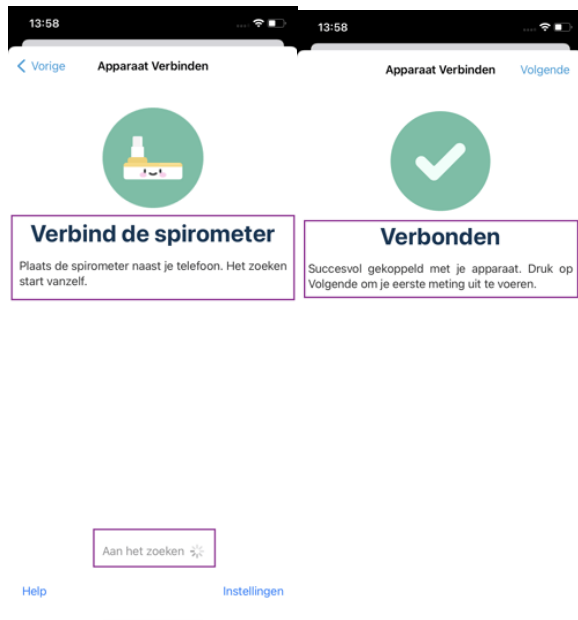 13:58
Vorige
Apparaat Verbinden
Verbind de spirometer
Plaats de spirometer naast je telefoon. Het zoeken
start vanzelf.
Aan het zoeken
Help
Instellingen
13:58
Apparaat Verbinden
Volgende
Verbonden
Succesvol gekoppeld met je apparaat. Druk op
Volgende om je eerste meting uit te voeren.